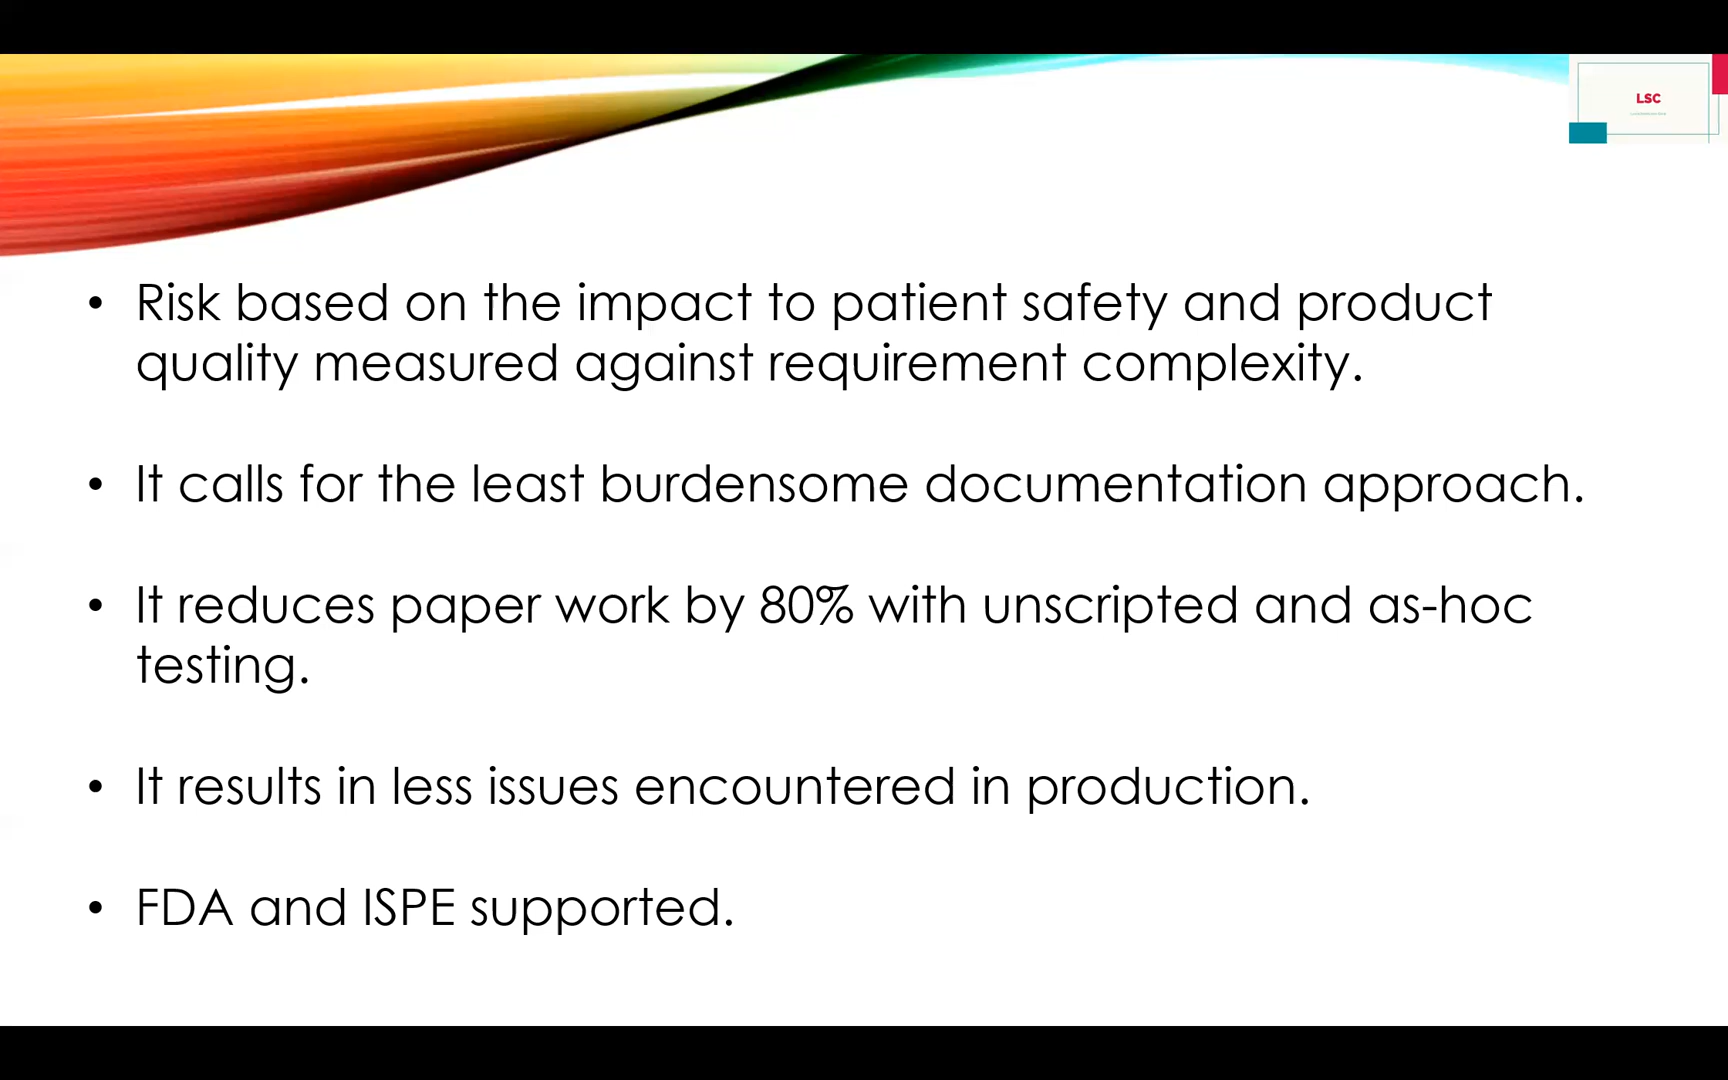 LSC
• Risk based on the impact to patient safety and product
quality measured against requirement complexity.
• It calls for the least burdensome documentation approach.
• It reduces paper work by 80% with unscripted and as-hoc
testing.
• It results in less issues encountered in production.
• FDA and ISPE supported.